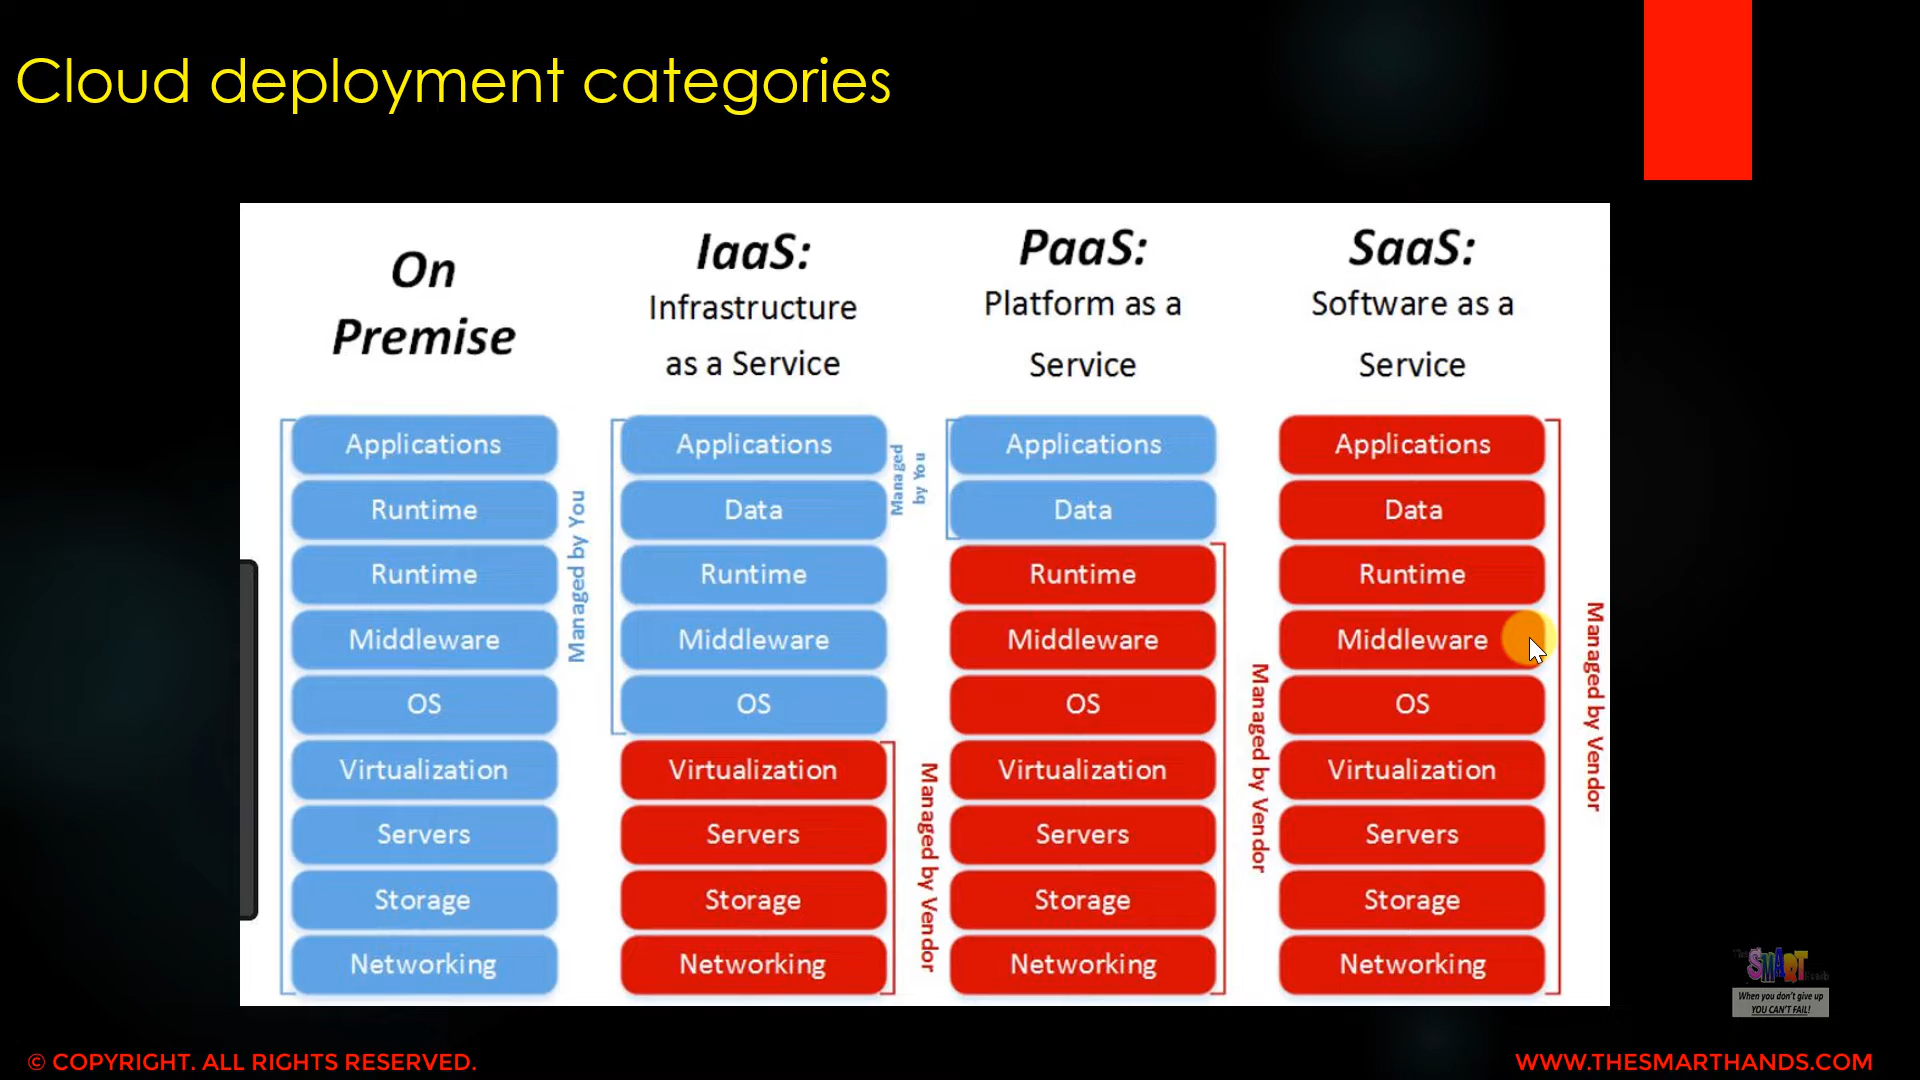 Cloud deployment categories
On
Premise
Applications
Runtime
Runtime
Middleware
OS
Virtualization
Servers
Storage
Networking
Managed by You
IaaS:
Infrastructure
as a Service
Applications
Data
Runtime
Middleware
OS
Virtualization
Servers
Storage
Networking
Managed
by You
Managed by Vendor
PaaS:
Platform as a
Service
Applications
Data
Runtime
Middleware
OS
Virtualization
Servers
Storage
Networking
Managed by Vendor
SaaS:
Software as a
Service
Applications
Data
Runtime
Middleware
OS
Virtualization
Servers
Storage
Networking
Managed by Vendor
SMART
When you don't give up
YOU CAN'T FAIL!
© COPYRIGHT. ALL RIGHTS RESERVED.
WWW.THESMARTHANDS.COM